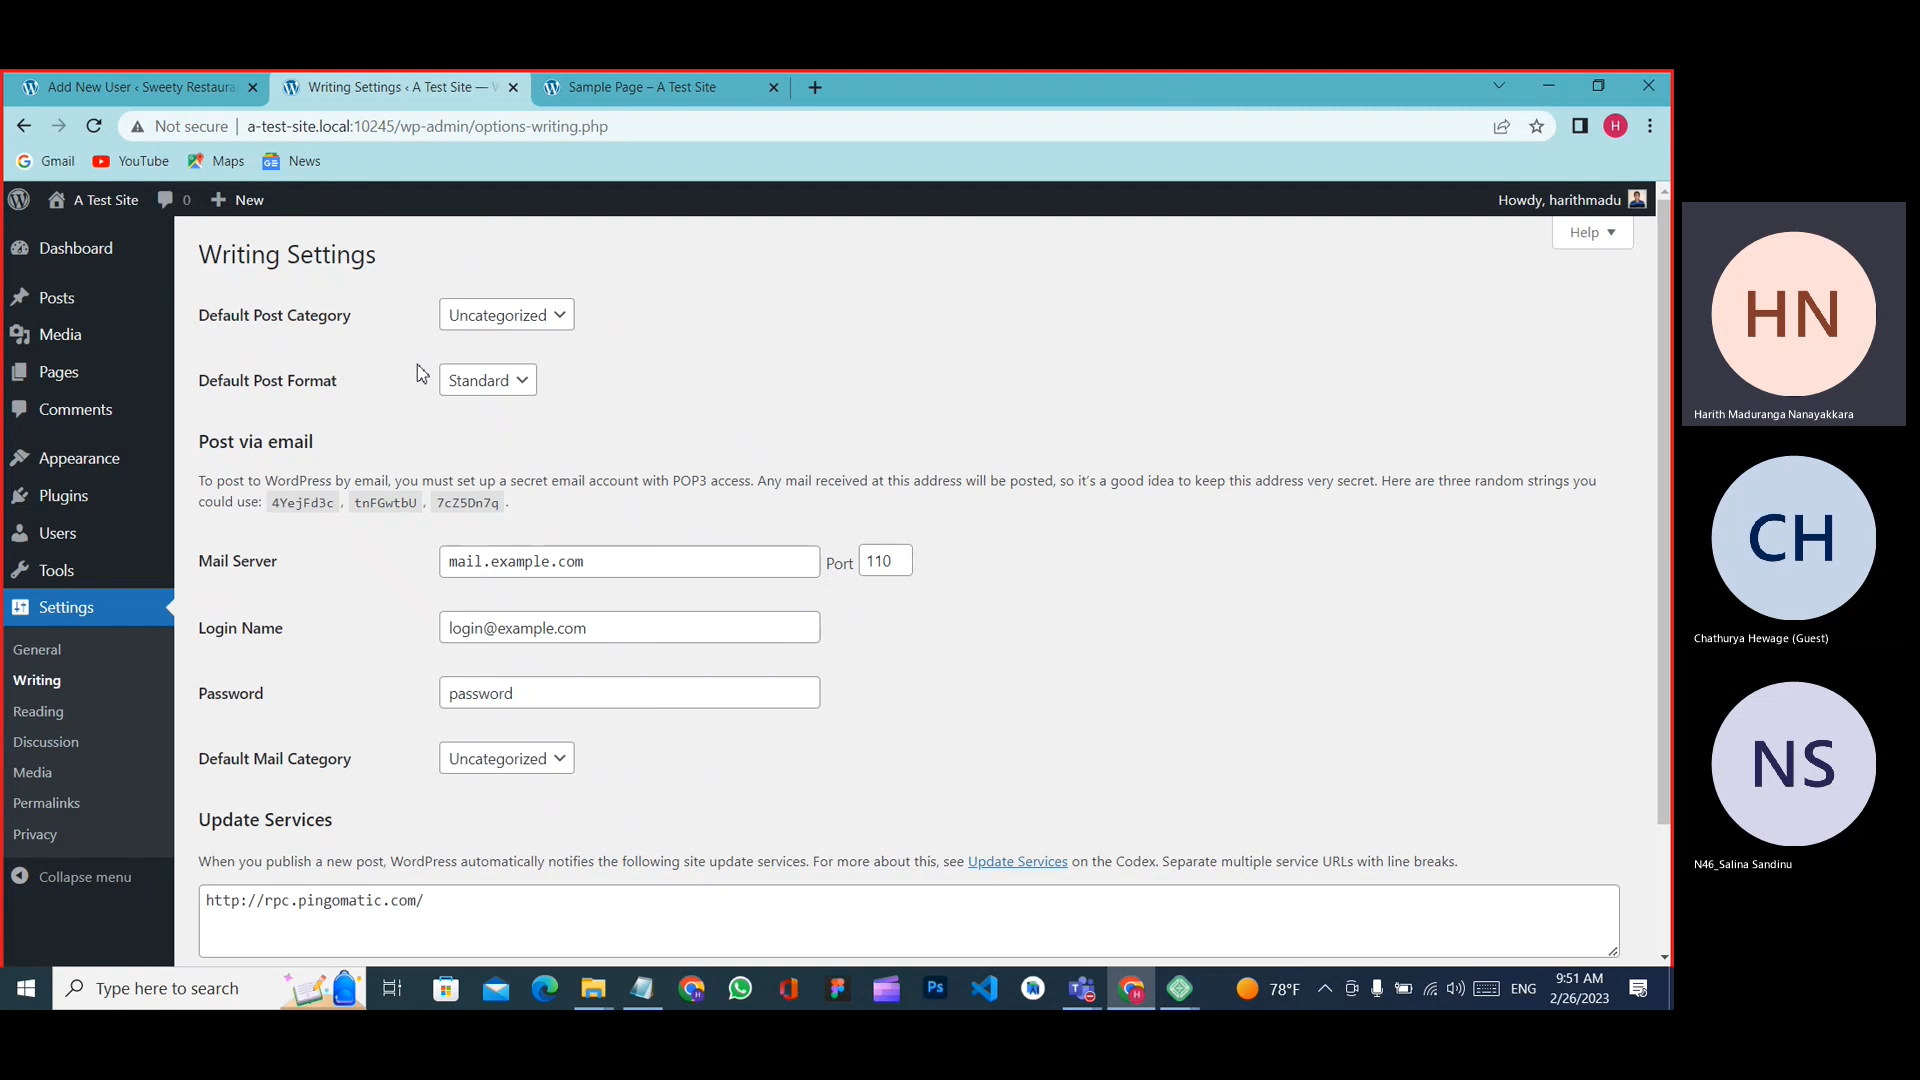 Add New User ‹ Sweety Restaura
Writing Settings ‹ A Test Site —
Sample Page – A Test Site
Not secure
a-test-site.local:10245/wp-admin/options-writing.php
H
Gmail
YouTube
Maps
News
A Test Site
0
New
Howdy, harithmadu
Help
Dashboard
Posts
Media
Pages
Comments
Appearance
Plugins
Users
Tools
Settings
General
Writing
Reading
Discussion
Media
Permalinks
Privacy
Collapse menu
Writing Settings
Default Post Category
Uncategorized
Default Post Format
Standard
Post via email
To post to WordPress by email, you must set up a secret email account with POP3 access. Any mail received at this address will be posted, so it’s a good idea to keep this address very secret. Here are three random strings you
could use: 4YejFd3c , tnFGwtbU , 7cZ5Dn7q .
Mail Server
mail.example.com
Port
110
Login Name
login@example.com
Password
password
Default Mail Category
Uncategorized
Update Services
When you publish a new post, WordPress automatically notifies the following site update services. For more about this, see Update Services on the Codex. Separate multiple service URLs with line breaks.
http://rpc.pingomatic.com/
HN
Harith Maduranga Nanayakkara
CH
Chathurya Hewage (Guest)
NS
N46_Salina Sandinu
Type here to search
Ps
78°F
ENG
9:51 AM
2/26/2023